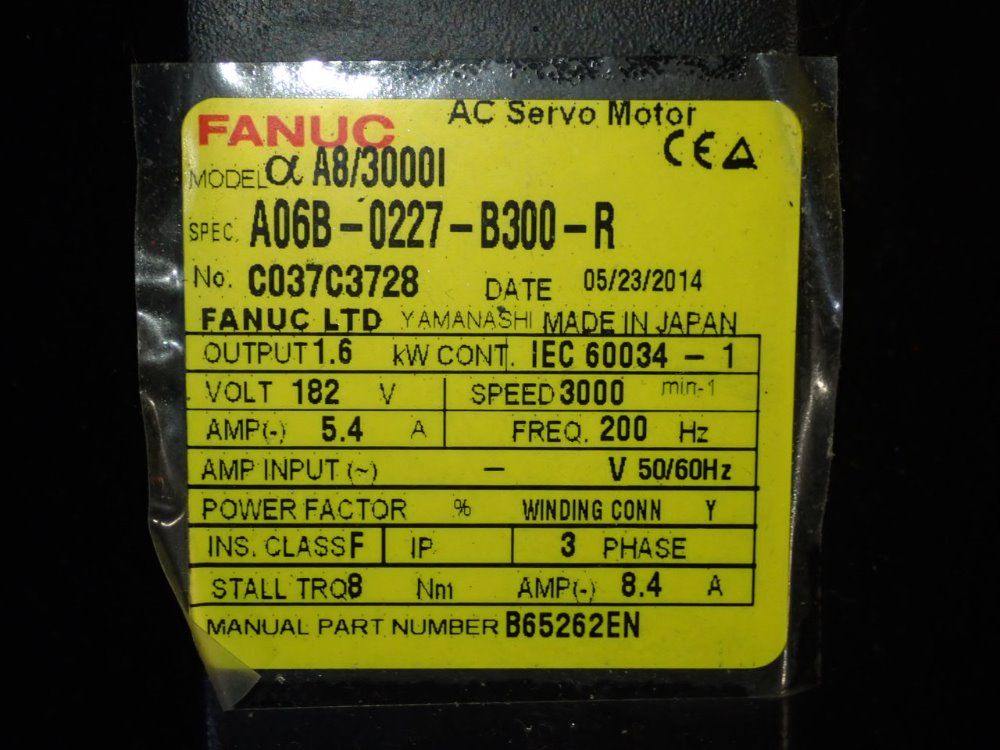 AC Servo Motor
FANUC
CE
MODEL α A8/3000I
SPEC. A06B-0227-B300-R
No. C037C3728 DATE 05/23/2014
FANUC LTD YAMANASHI MADE IN JAPAN
OUTPUT 1.6 kW CONT. IEC 60034 - 1
VOLT 182 V SPEED 3000 min-1
AMP(-) 5.4 A FREQ. 200 Hz
AMP INPUT (~) - V 50/60Hz
POWER FACTOR % WINDING CONN Y
INS. CLASS F IP 3 PHASE
STALL TRQ 8 Nm AMP(-) 8.4 A
MANUAL PART NUMBER B65262EN